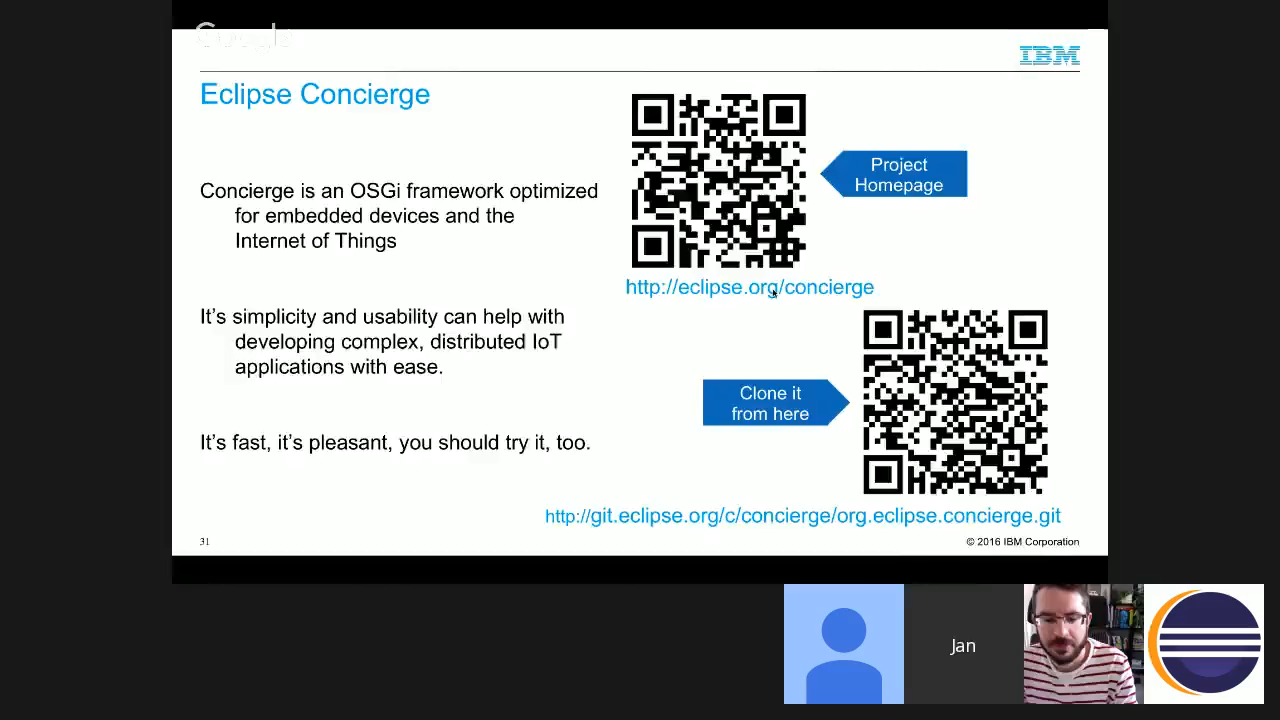 Google
IBM
Eclipse Concierge
Concierge is an OSGi framework optimized
for embedded devices and the
Internet of Things
It's simplicity and usability can help with
developing complex, distributed IoT
applications with ease.
It's fast, it's pleasant, you should try it, too.
Project
Homepage
http://eclipse.org/concierge
Clone it
from here
http://git.eclipse.org/c/concierge/org.eclipse.concierge.git
31
© 2016 IBM Corporation
Jan